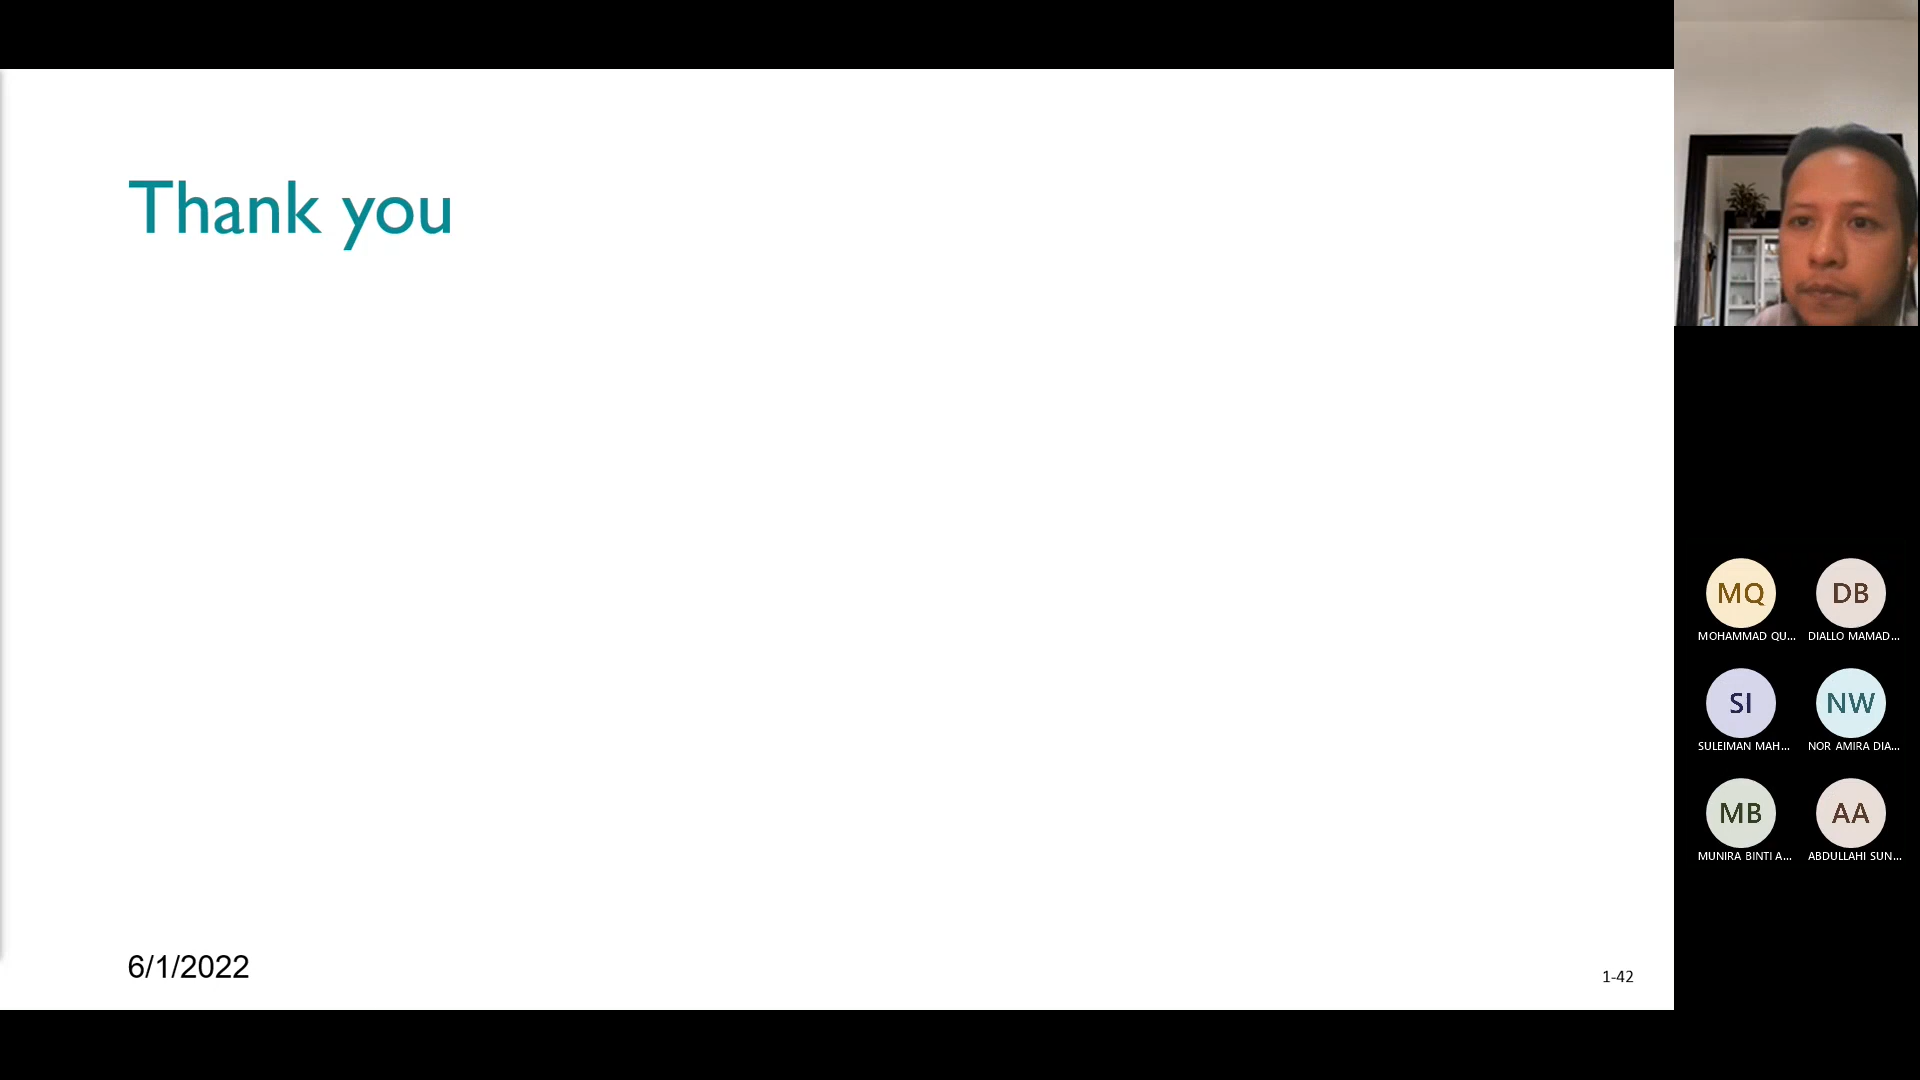 Thank you
6/1/2022
1-42
MQ
DB
MOHAMMAD QU...
DIALLO MAMAD...
SI
NW
SULEIMAN MAH...
NOR AMIRA DIA...
MB
AA
MUNIRA BINTI A...
ABDULLAHI SUN...